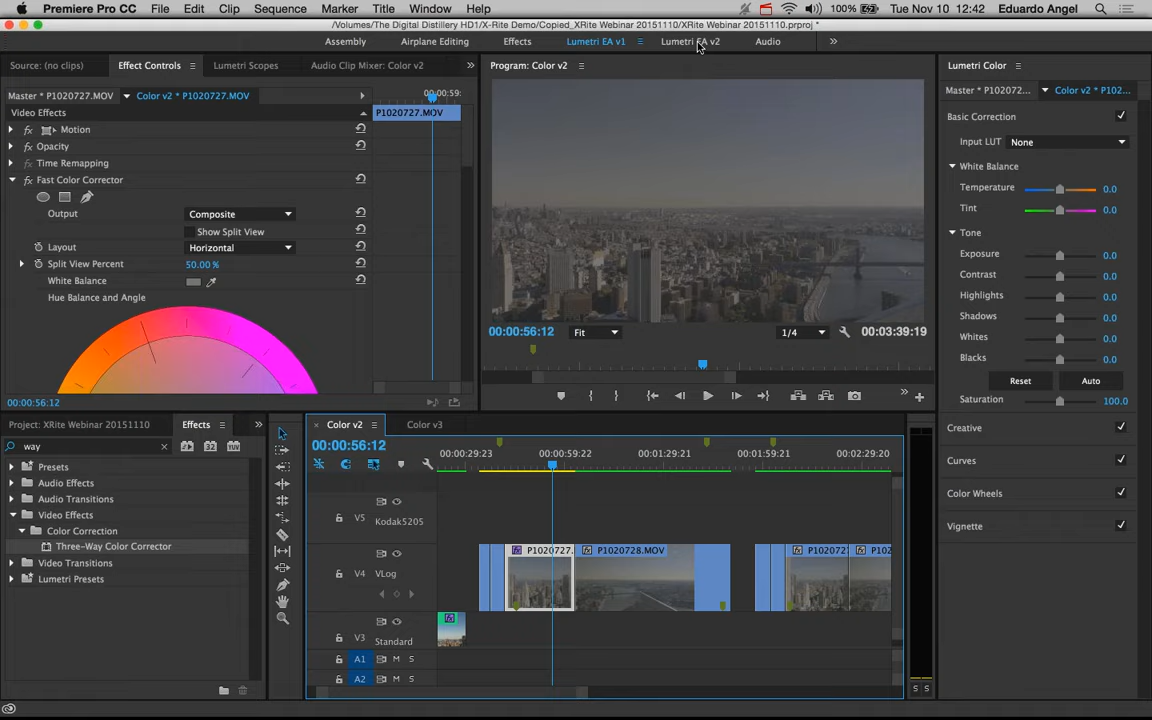 Premiere Pro CC File Edit Clip Sequence Marker Title Window Help 100% Tue Nov 10 12:42 Eduardo Angel
/Volumes/The Digital Distillery HD1/X-Rite Demo/Copied_XRite Webinar 20151110/XRite Webinar 20151110.prproj *
Assembly Airplane Editing Effects Lumetri EA v1 Lumetri EA v2 Audio
Source: (no clips) Effect Controls Lumetri Scopes Audio Clip Mixer: Color v2
Master * P1020727.MOV Color v2 * P1020727.MOV 00:00:59:
Video Effects P1020727.MOV
Motion
Opacity
Time Remapping
Fast Color Corrector
Output Composite
Show Split View
Layout Horizontal
Split View Percent 50.00 %
White Balance
Hue Balance and Angle
00:00:56:12
Program: Color v2
00:00:56:12 Fit 1/4 00:03:39:19
Lumetri Color
Master * P102072... Color v2 * P102...
Basic Correction
Input LUT None
White Balance
Temperature 0.0
Tint 0.0
Tone
Exposure 0.0
Contrast 0.0
Highlights 0.0
Shadows 0.0
Whites 0.0
Blacks 0.0
Reset Auto
Saturation 100.0
Creative
Curves
Color Wheels
Vignette
Project: XRite Webinar 20151110 Effects
way
Presets
Audio Effects
Audio Transitions
Video Effects
Color Correction
Three-Way Color Corrector
Video Transitions
Lumetri Presets
Color v2 Color v3
00:00:56:12
00:00:29:23 00:00:59:22 00:01:29:21 00:01:59:21 00:02:29:20
V5
Kodak5205
P1020727. P1020728.MOV P102072 P102
V4 VLog
V3 Standard
A1 M S
A2 M S
S S